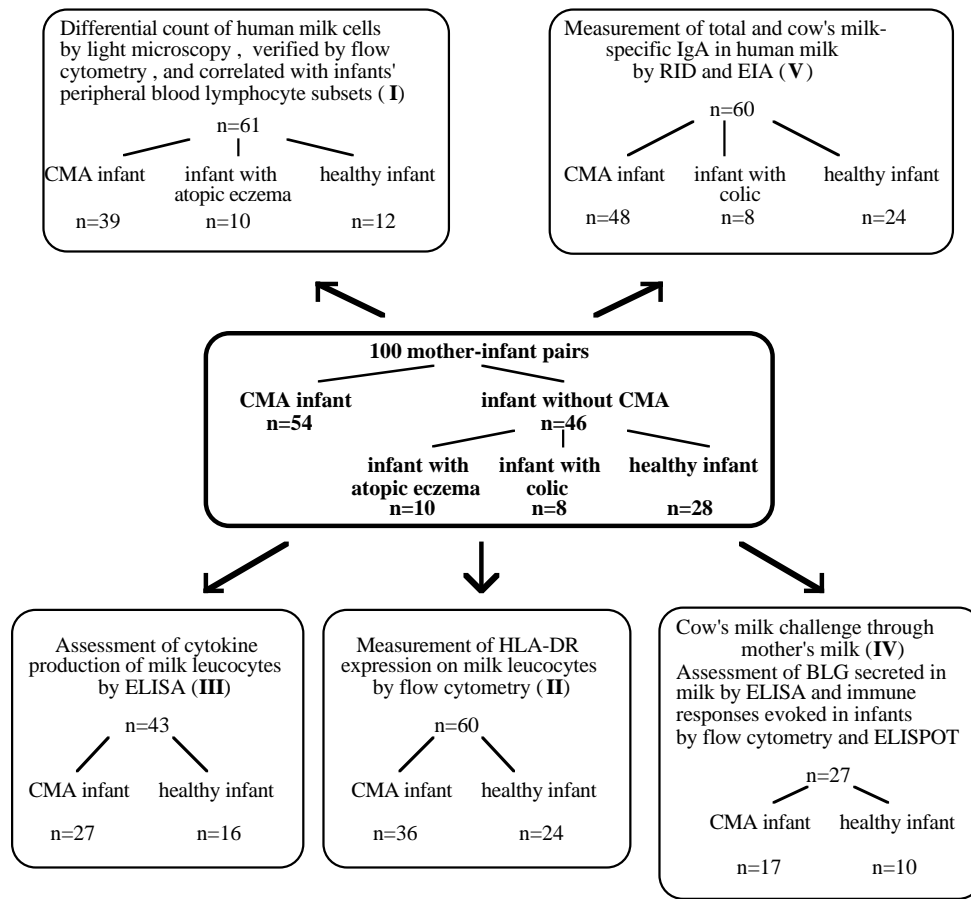 Differential count of human milk cells
by light microscopy , verified by flow
cytometry , and correlated with infants'
peripheral blood lymphocyte subsets ( I )
n=61
CMA infant
infant with
atopic eczema
healthy infant
n=39
n=10
n=12
Measurement of total and cow's milk-
specific IgA in human milk
by RID and EIA (V)
n=60
CMA infant
infant with
colic
healthy infant
n=48
n=8
n=24
100 mother-infant pairs
CMA infant
n=54
infant without CMA
n=46
infant with
atopic eczema
n=10
infant with
colic
n=8
healthy infant
n=28
Assessment of cytokine
production of milk leucocytes
by ELISA (III)
n=43
CMA infant
healthy infant
n=27
n=16
Measurement of HLA-DR
expression on milk leucocytes
by flow cytometry ( II )
n=60
CMA infant
healthy infant
n=36
n=24
Cow's milk challenge through
mother's milk (IV)
Assessment of BLG secreted in
milk by ELISA and immune
responses evoked in infants
by flow cytometry and ELISPOT
n=27
CMA infant
healthy infant
n=17
n=10